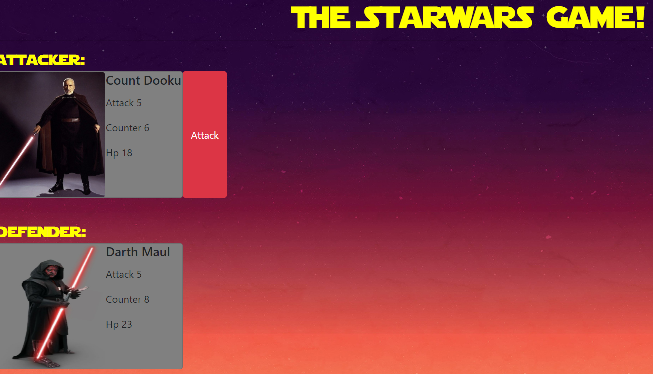 THE STARWARS GAME!
ATTACKER:
Count Dooku
Attack 5
Counter 6
Hp 18
Attack
DEFENDER:
Darth Maul
Attack 5
Counter 8
Hp 23